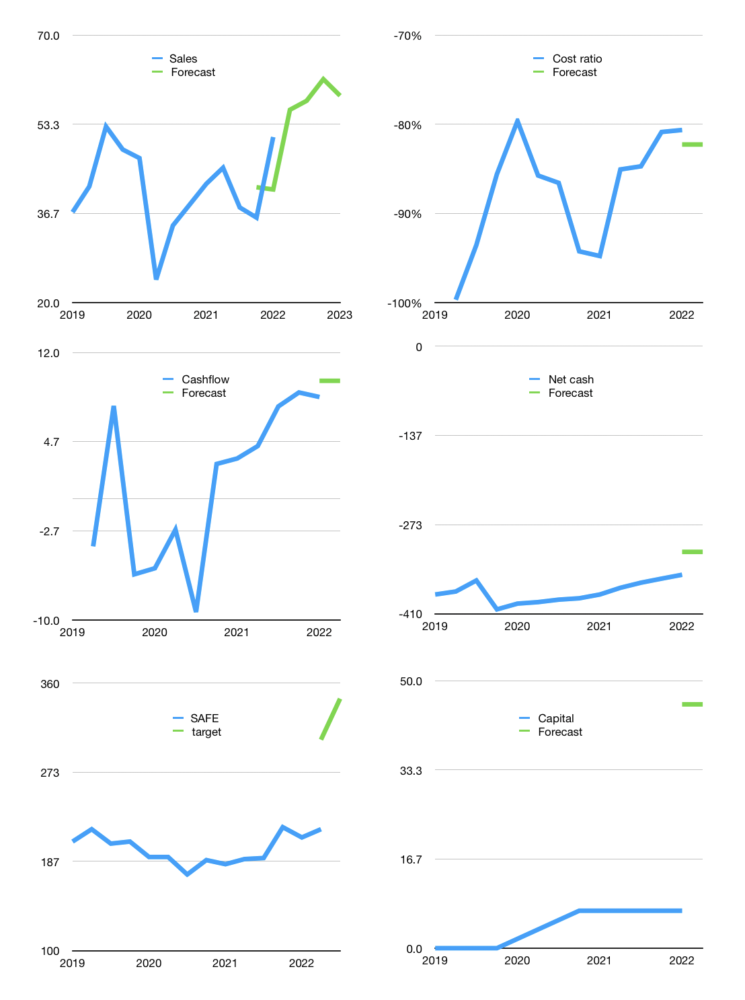 70.0
Sales
Forecast
53.3
36.7
20.0
2019 2020 2021 2022 2023
-70%
Cost ratio
Forecast
-80%
-90%
-100%
2019 2020 2021 2022
12.0
Cashflow
Forecast
4.7
-2.7
-10.0
2019 2020 2021 2022
0
Net cash
Forecast
-137
-273
-410
2019 2020 2021 2022
360
SAFE
target
273
187
100
2019 2020 2021 2022
50.0
Capital
Forecast
33.3
16.7
0.0
2019 2020 2021 2022